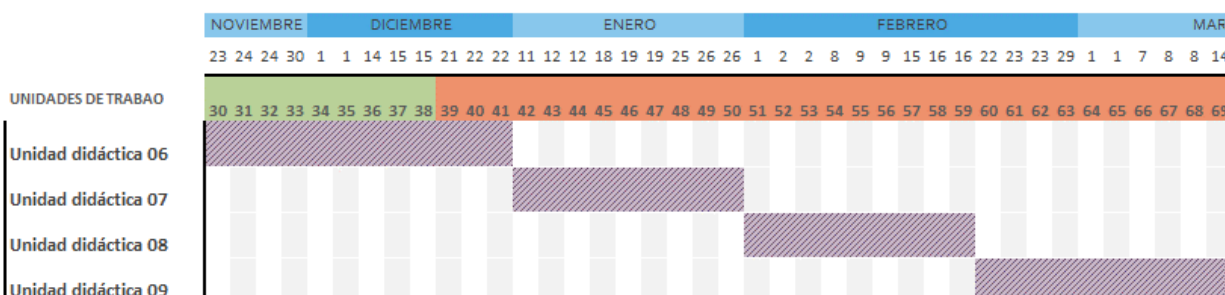 NOVIEMBRE DICIEMBRE ENERO FEBRERO MAR
23 24 24 30 1 1 14 15 15 21 22 22 11 12 12 18 19 19 25 26 26 1 2 2 8 9 9 15 16 16 22 23 23 29 1 1 7 8 8 14
UNIDADES DE TRABAO
30 31 32 33 34 35 36 37 38 39 40 41 42 43 44 45 46 47 48 49 50 51 52 53 54 55 56 57 58 59 60 61 62 63 64 65 66 67 68 69
Unidad didáctica 06
Unidad didáctica 07
Unidad didáctica 08
Unidad didáctica 09